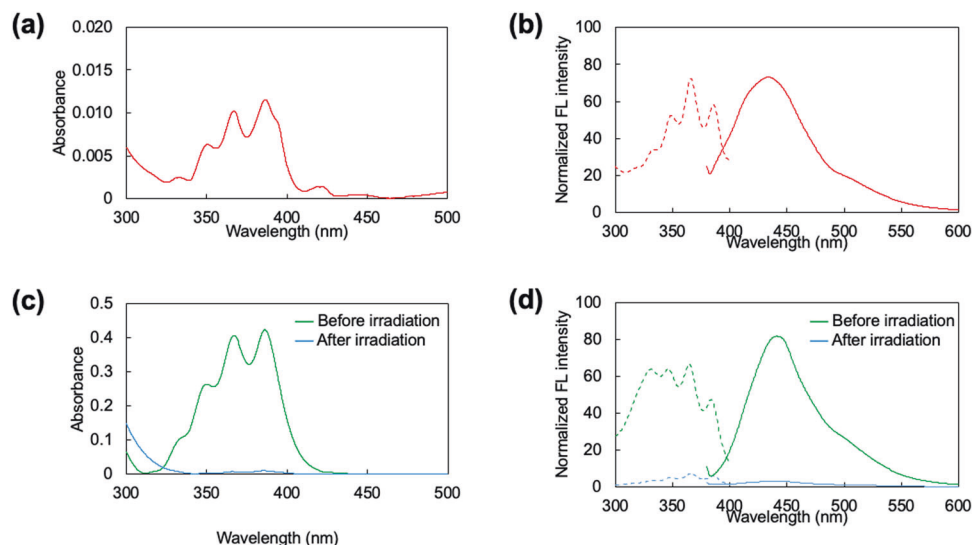 (a)
0.020
0.015
0.010
0.005
0.000
Absorbance
300 350 400 450 500
Wavelength (nm)
(b)
100
80
60
40
20
0
Normalized FL intensity
300 350 400 450 500 550 600
Wavelength (nm)
(c)
0.5
0.4
0.3
0.2
0.1
0
Absorbance
Before irradiation
After irradiation
300 350 400 450 500
Wavelength (nm)
(d)
100
80
60
40
20
0
Normalized FL intensity
Before irradiation
After irradiation
300 350 400 450 500 550 600
Wavelength (nm)